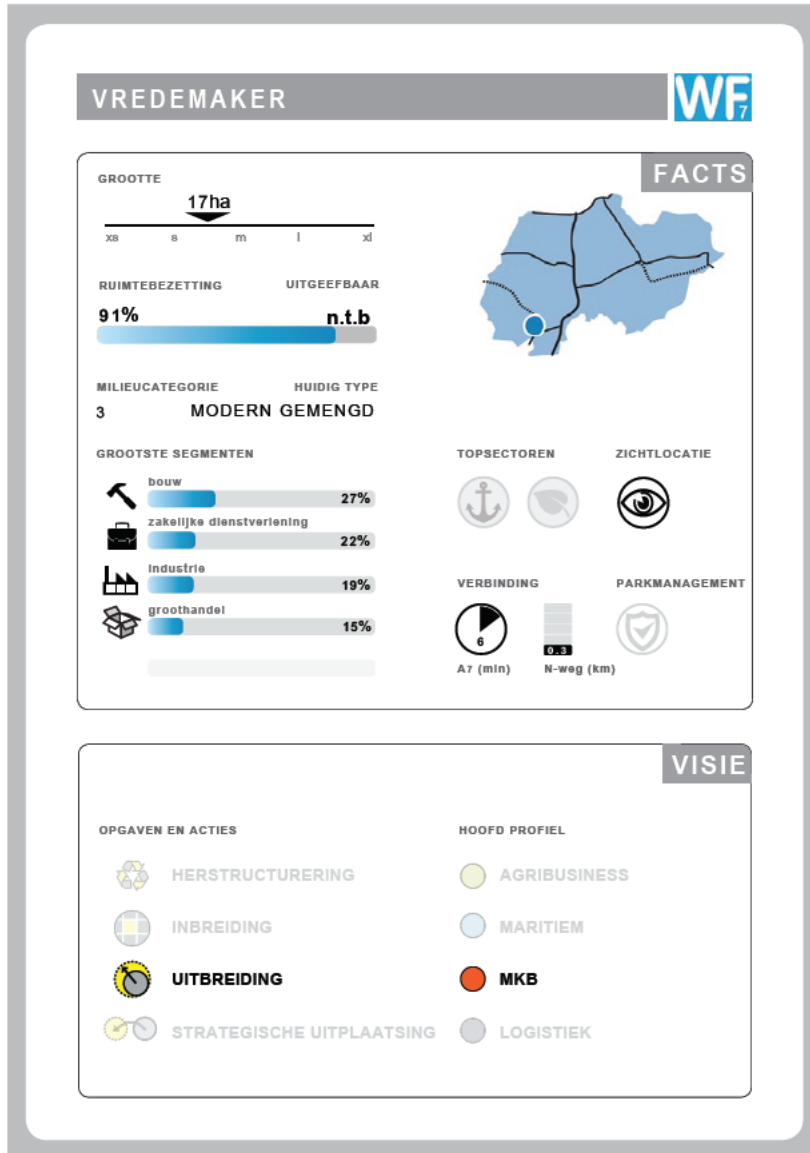 VREDEMAKER
WF7
FACTS
GROOTTE
17ha
xs s m l xl
RUIMTEBEZETTING UITGEEFBAAR
91% n.t.b
MILIEUCATEGORIE HUIDIG TYPE
3 MODERN GEMENGD
GROOTSTE SEGMENTEN
bouw
27%
zakelijke dienstverlening
22%
industrie
19%
groothandel
15%
TOPSECTOREN ZICHTLOCATIE
VERBINDING PARKMANAGEMENT
6
0.3
A7 (min) N-weg (km)
VISIE
OPGAVEN EN ACTIES
HERSTRUCTURERING
INBREIDING
UITBREIDING
STRATEGISCHE UITPLAATSING
HOOFD PROFIEL
AGRIBUSINESS
MARITIEM
MKB
LOGISTIEK